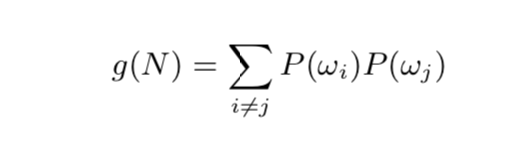 g(N) = ∑_{i≠j} P(ω_i)P(ω_j)